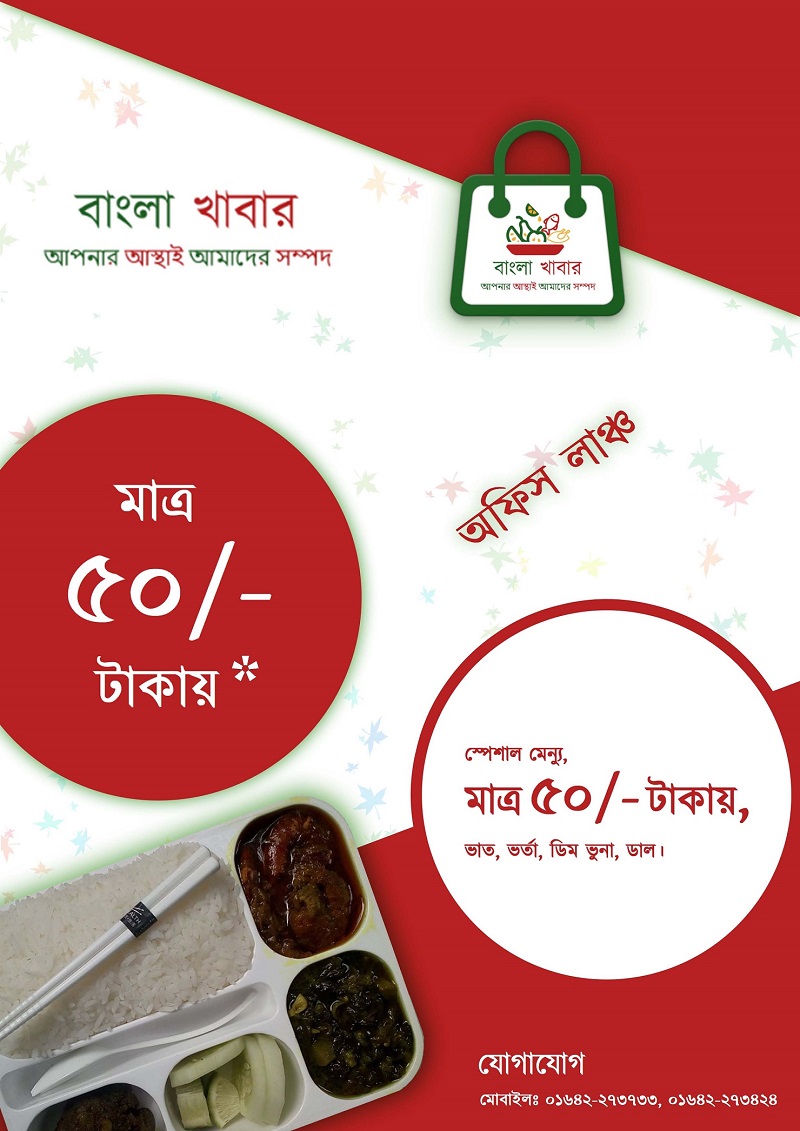 বাংলা খাবার
আপনার আস্থাই আমাদের সম্পদ
বাংলা খাবার
আপনার আস্থাই আমাদের সম্পদ
অফিস লাঞ্চ
মাত্র
৫০/-
টাকায় *
স্পেশাল মেন্যু,
মাত্র ৫০/- টাকায়,
ভাত, ভর্তা, ডিম ভুনা, ডাল।
যোগাযোগ
মোবাইলঃ ০১৬৪২-২৭৩৭৩৩, ০১৬৪২-২৭৩৪২৪